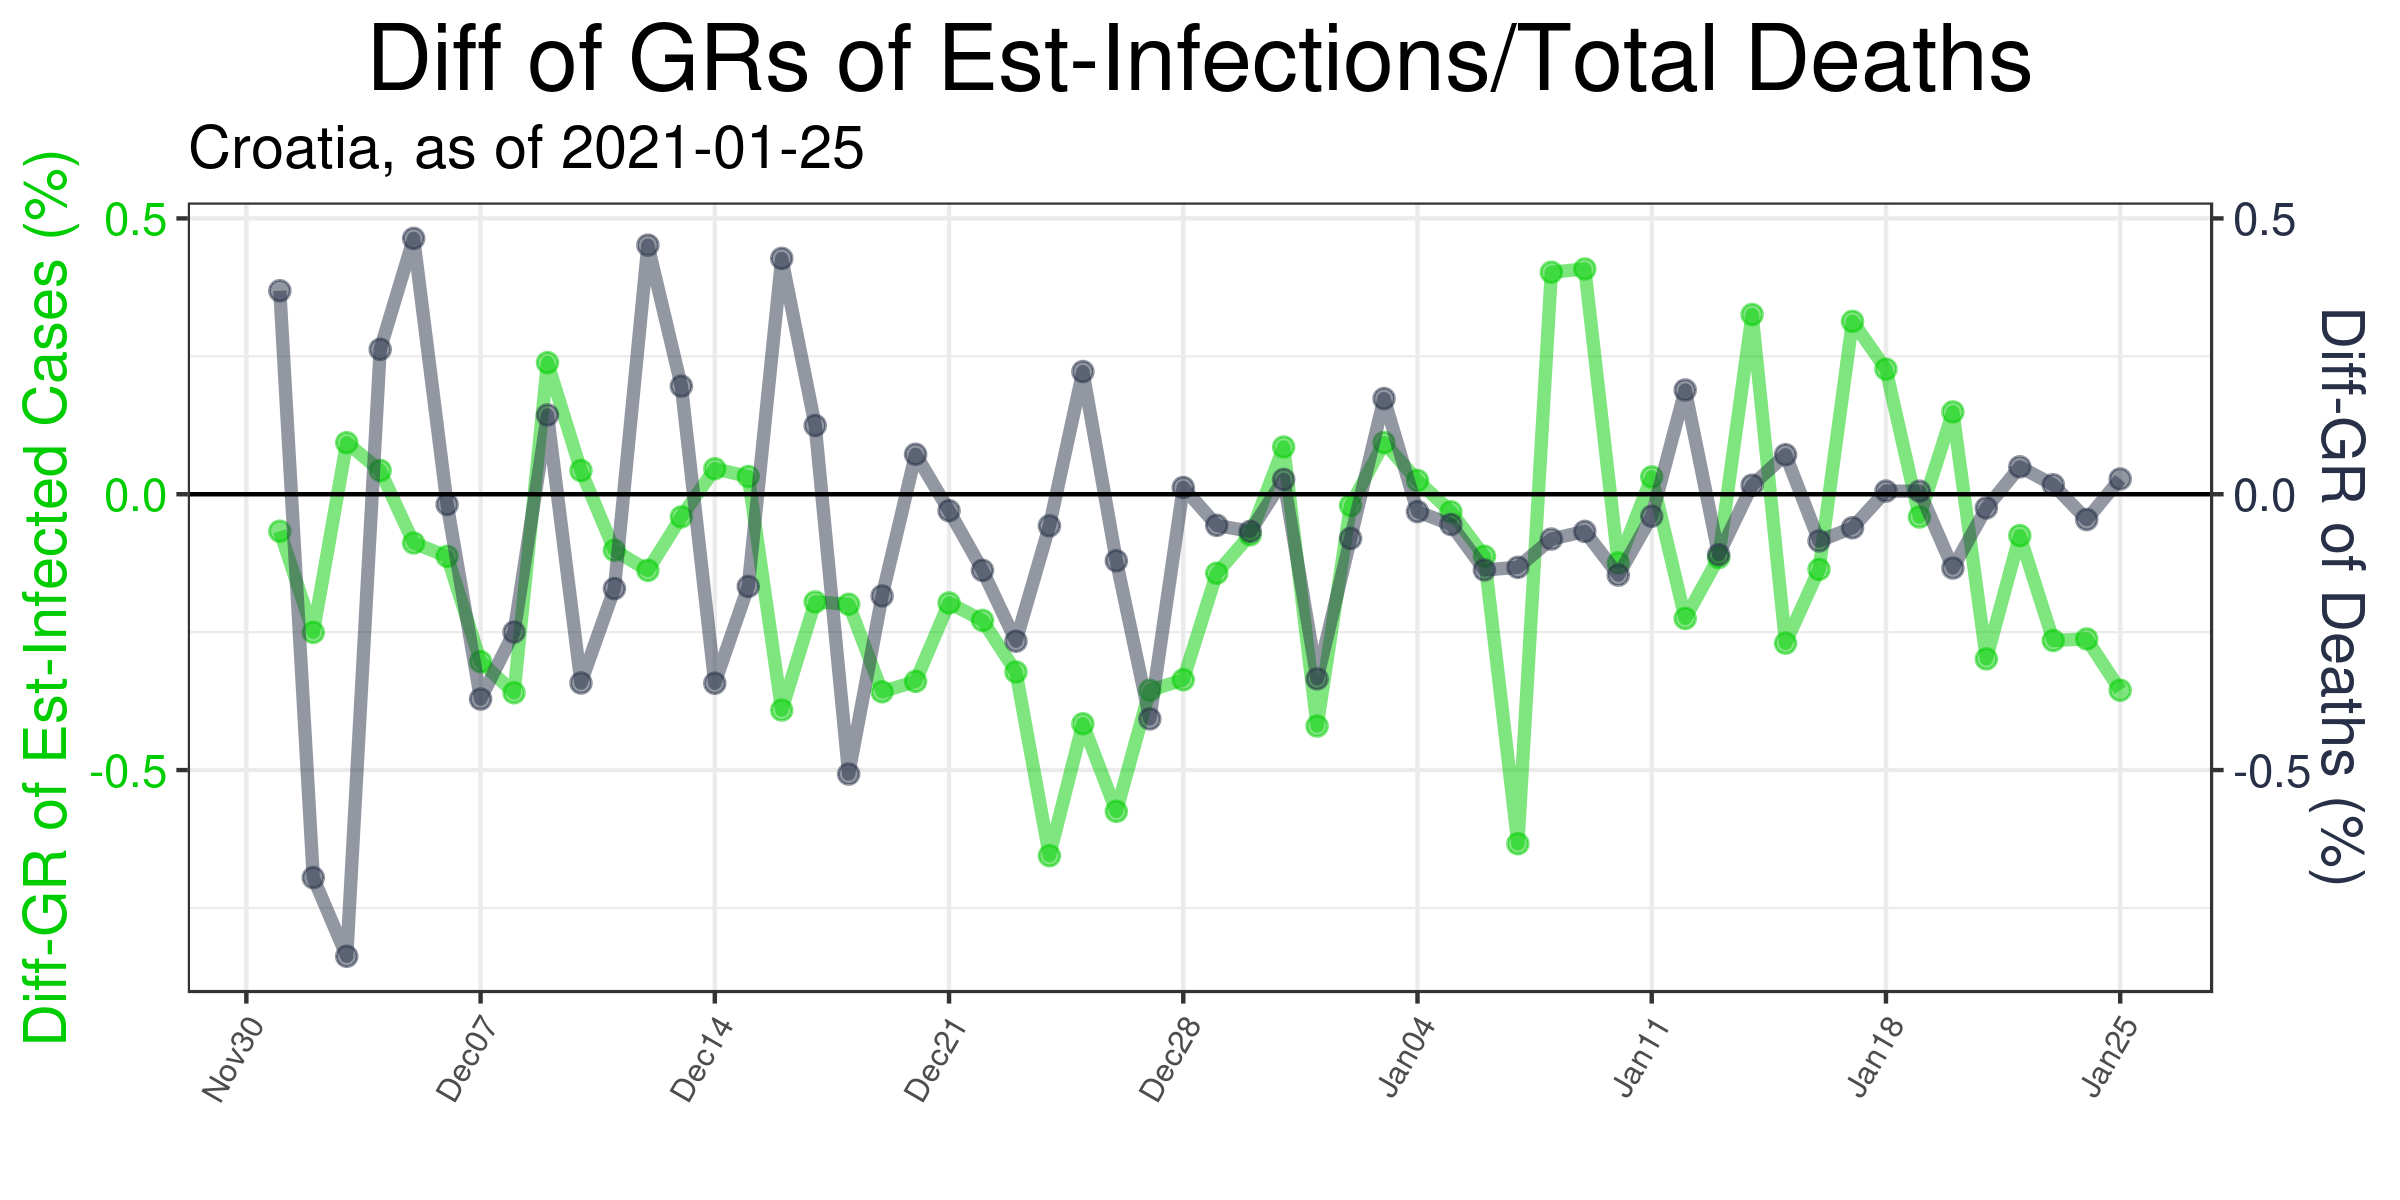 Diff of GRs of Est-Infections/Total Deaths
Croatia, as of 2021-01-25
Diff-GR of Est-Infected Cases (%)
0.5
0.0
-0.5
0.5
0.0
-0.5
Diff-GR of Deaths (%)
Nov30
Dec07
Dec14
Dec21
Dec28
Jan04
Jan11
Jan18
Jan25